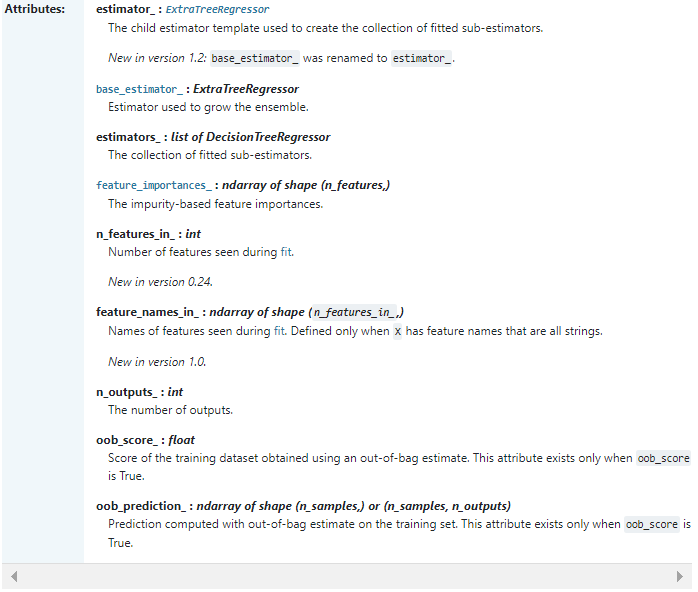 Attributes:
estimator_ : ExtraTreeRegressor
The child estimator template used to create the collection of fitted sub-estimators.
New in version 1.2: base_estimator_ was renamed to estimator_.
base_estimator_ : ExtraTreeRegressor
Estimator used to grow the ensemble.
estimators_ : list of DecisionTreeRegressor
The collection of fitted sub-estimators.
feature_importances_ : ndarray of shape (n_features,)
The impurity-based feature importances.
n_features_in_ : int
Number of features seen during fit.
New in version 0.24.
feature_names_in_ : ndarray of shape (n_features_in_,)
Names of features seen during fit. Defined only when X has feature names that are all strings.
New in version 1.0.
n_outputs_ : int
The number of outputs.
oob_score_ : float
Score of the training dataset obtained using an out-of-bag estimate. This attribute exists only when oob_score
is True.
oob_prediction_ : ndarray of shape (n_samples,) or (n_samples, n_outputs)
Prediction computed with out-of-bag estimate on the training set. This attribute exists only when oob_score is
True.